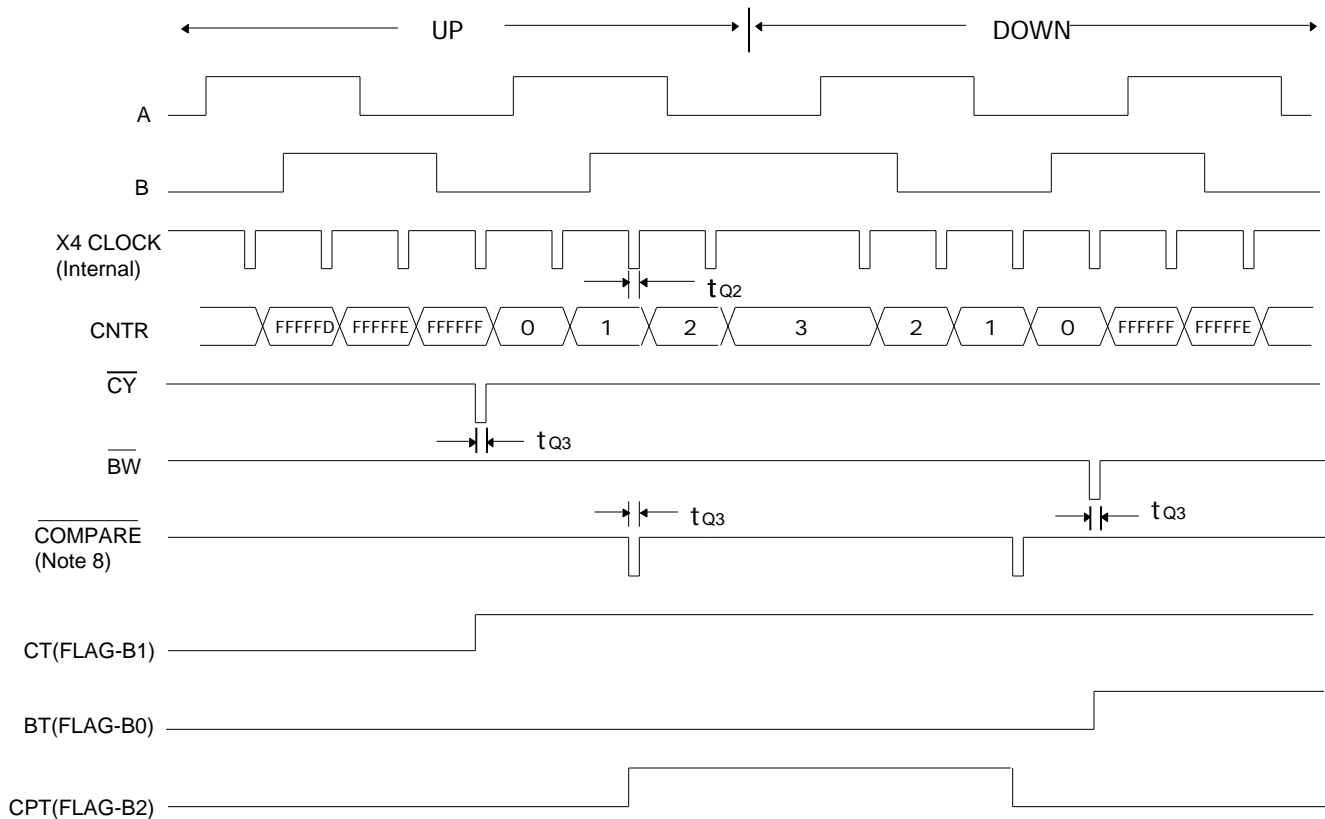 UP DOWN
A
B
X4 CLOCK
(Internal)
tQ2
CNTR FFFFFD FFFFFE FFFFFF 0 1 2 3 2 1 0 FFFFFF FFFFFE
CY
tQ3
BW
tQ3 tQ3
COMPARE
(Note 8)
CT(FLAG-B1)
BT(FLAG-B0)
CPT(FLAG-B2)